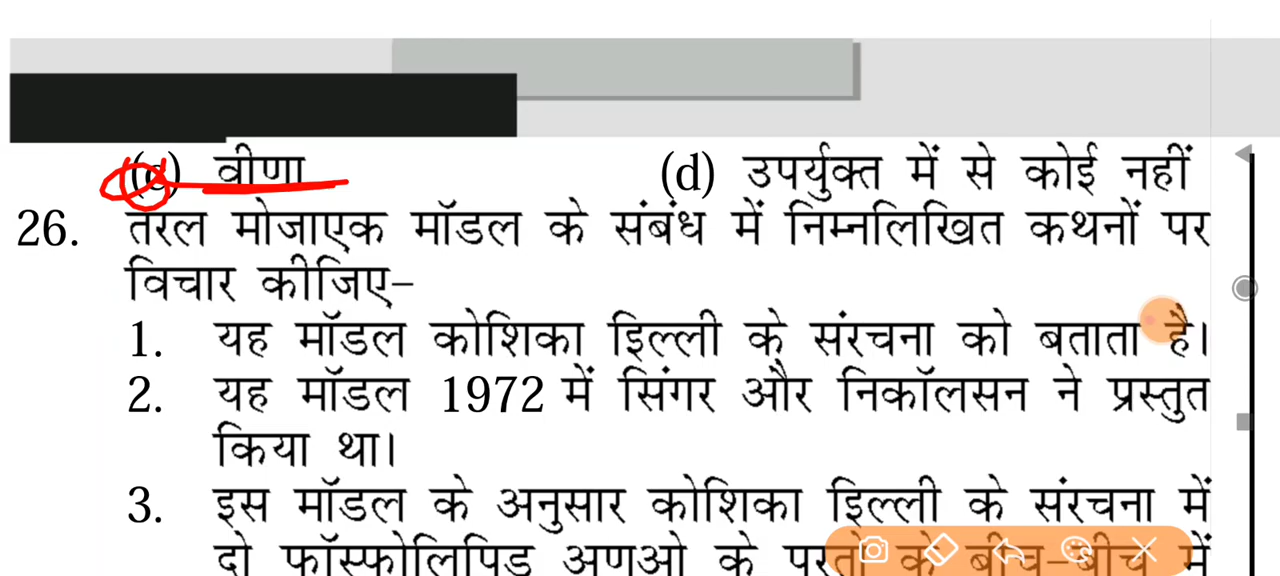 (c) वीणा (d) उपर्युक्त में से कोई नहीं
26. तरल मोजाएक मॉडल के संबंध में निम्नलिखित कथनों पर
विचार कीजिए–
1. यह मॉडल कोशिका झिल्ली के संरचना को बताता है।
2. यह मॉडल 1972 में सिंगर और निकॉलसन ने प्रस्तुत
किया था।
3. इस मॉडल के अनुसार कोशिका झिल्ली के संरचना में
दो फॉस्फोलिपिड अणओ के परतो के बीच–बीच में